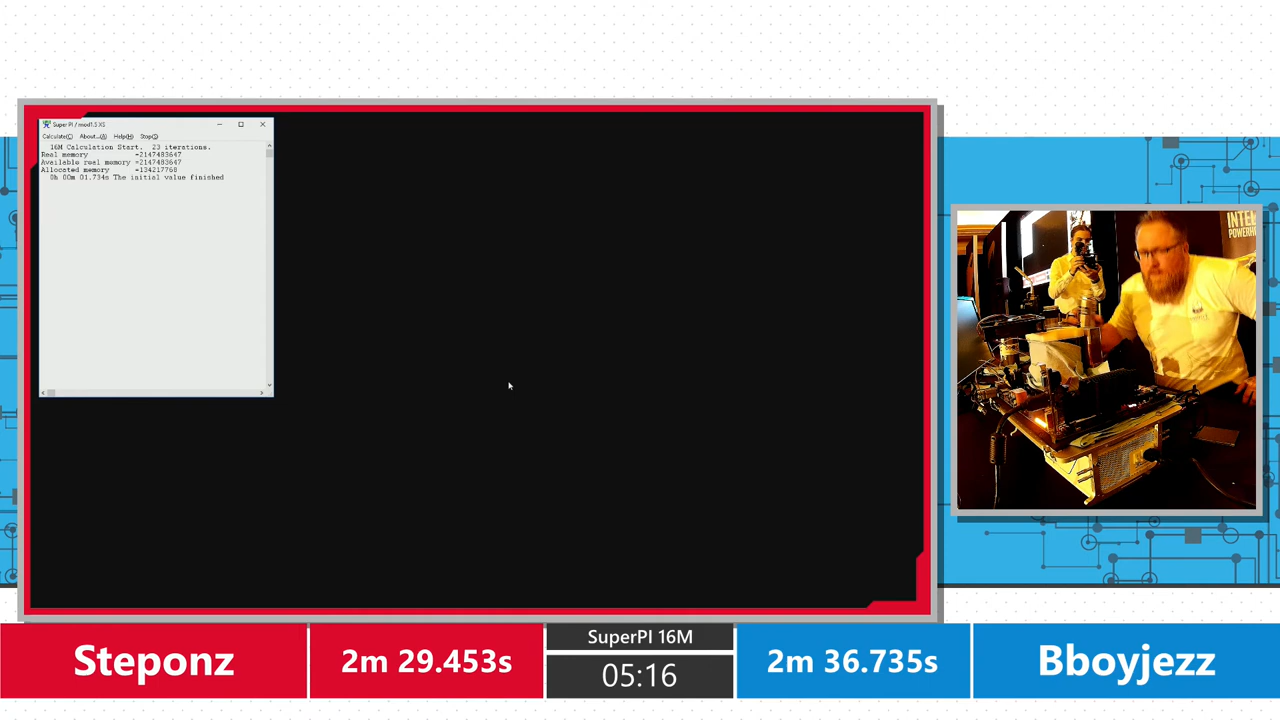 Super PI / mod1.5 XS
Calculate(C) About...(A) Help(H) Stop(S)
16M Calculation Start. 23 iterations.
Real memory =2147483647
Available real memory =2147483647
Allocated memory =134217768
0h 00m 01.734s The initial value finished
INTEL
Steponz
2m 29.453s
SuperPI 16M
05:16
2m 36.735s
Bboyjezz